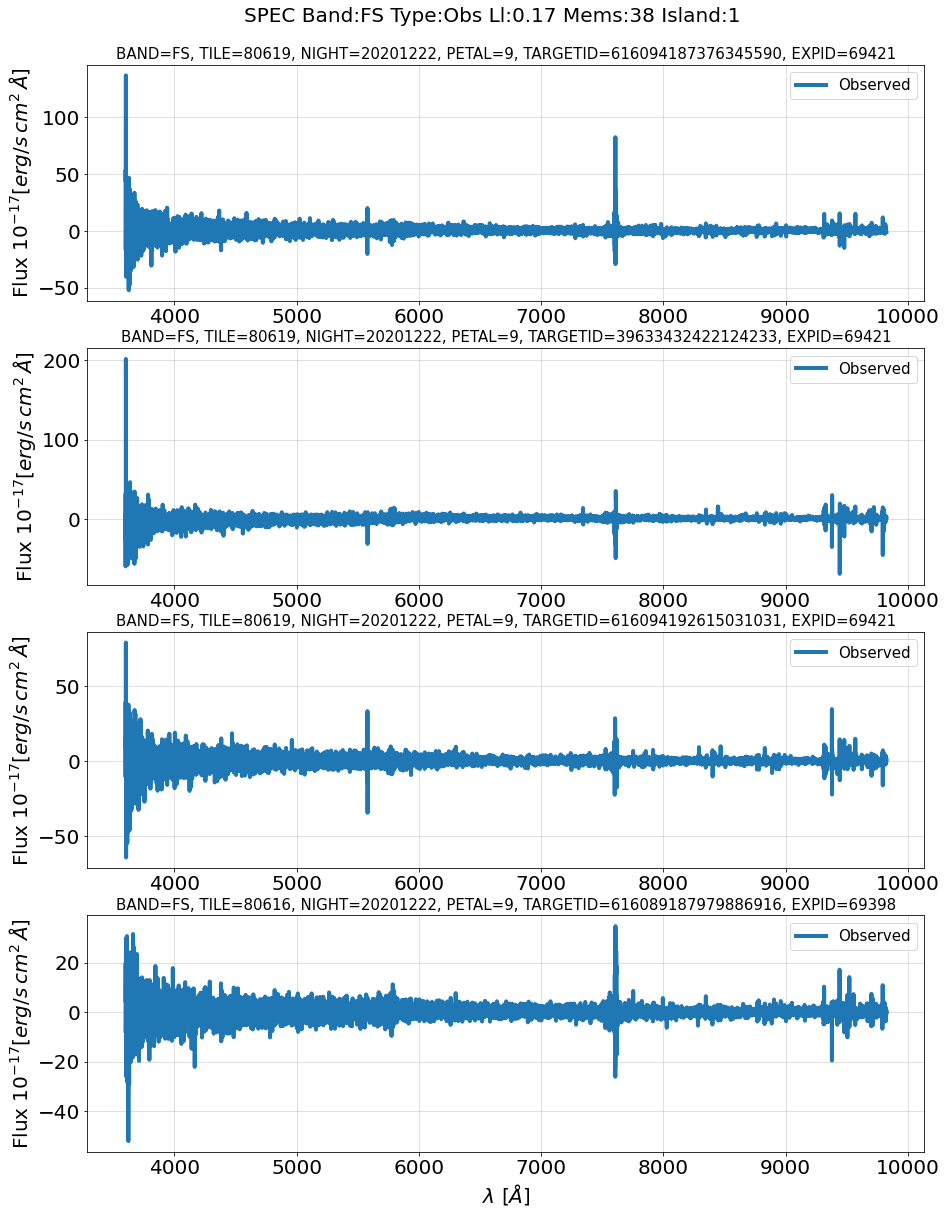 SPEC Band:FS Type:Obs Ll:0.17 Mems:38 Island:1
BAND=FS, TILE=80619, NIGHT=20201222, PETAL=9, TARGETID=616094187376345590, EXPID=69421
Flux 10⁻¹⁷[erg/s cm² Å]
100
50
0
−50
Observed
4000 5000 6000 7000 8000 9000 10000
BAND=FS, TILE=80619, NIGHT=20201222, PETAL=9, TARGETID=39633432422124233, EXPID=69421
Flux 10⁻¹⁷[erg/s cm² Å]
200
100
0
Observed
4000 5000 6000 7000 8000 9000 10000
BAND=FS, TILE=80619, NIGHT=20201222, PETAL=9, TARGETID=616094192615031031, EXPID=69421
Flux 10⁻¹⁷[erg/s cm² Å]
50
0
−50
Observed
4000 5000 6000 7000 8000 9000 10000
BAND=FS, TILE=80616, NIGHT=20201222, PETAL=9, TARGETID=616089187979886916, EXPID=69398
Flux 10⁻¹⁷[erg/s cm² Å]
20
0
−20
−40
Observed
4000 5000 6000 7000 8000 9000 10000
λ [Å]